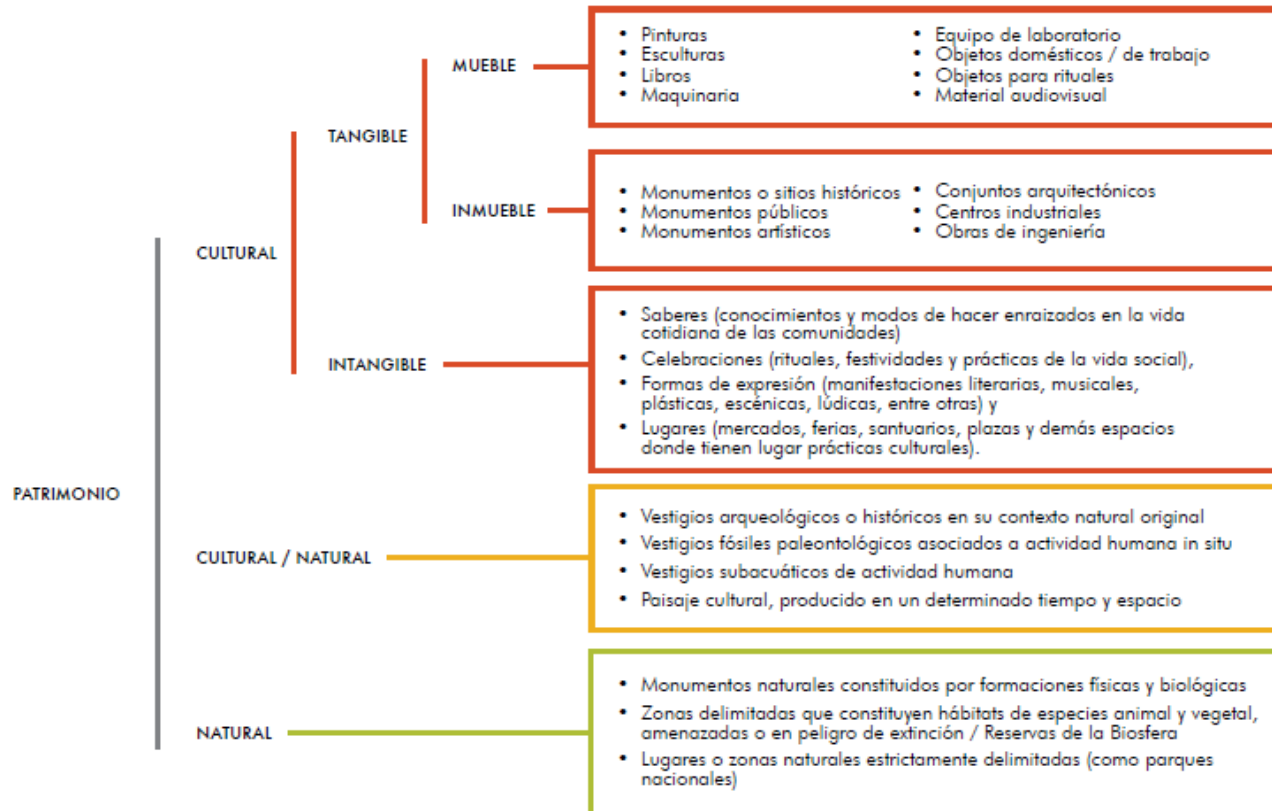 PATRIMONIO
CULTURAL
TANGIBLE
MUEBLE
• Pinturas
• Esculturas
• Libros
• Maquinaria
• Equipo de laboratorio
• Objetos domésticos / de trabajo
• Objetos para rituales
• Material audiovisual
INMUEBLE
• Monumentos o sitios históricos
• Monumentos públicos
• Monumentos artísticos
• Conjuntos arquitectónicos
• Centros industriales
• Obras de ingeniería
INTANGIBLE
• Saberes (conocimientos y modos de hacer enraizados en la vida
cotidiana de las comunidades)
• Celebraciones (rituales, festividades y prácticas de la vida social),
• Formas de expresión (manifestaciones literarias, musicales,
plásticas, escénicas, lúdicas, entre otras) y
• Lugares (mercados, ferias, santuarios, plazas y demás espacios
donde tienen lugar prácticas culturales).
CULTURAL / NATURAL
• Vestigios arqueológicos o históricos en su contexto natural original
• Vestigios fósiles paleontológicos asociados a actividad humana in situ
• Vestigios subacuáticos de actividad humana
• Paisaje cultural, producido en un determinado tiempo y espacio
NATURAL
• Monumentos naturales constituidos por formaciones físicas y biológicas
• Zonas delimitadas que constituyen hábitats de especies animal y vegetal,
amenazadas o en peligro de extinción / Reservas de la Biosfera
• Lugares o zonas naturales estrictamente delimitadas (como parques
nacionales)